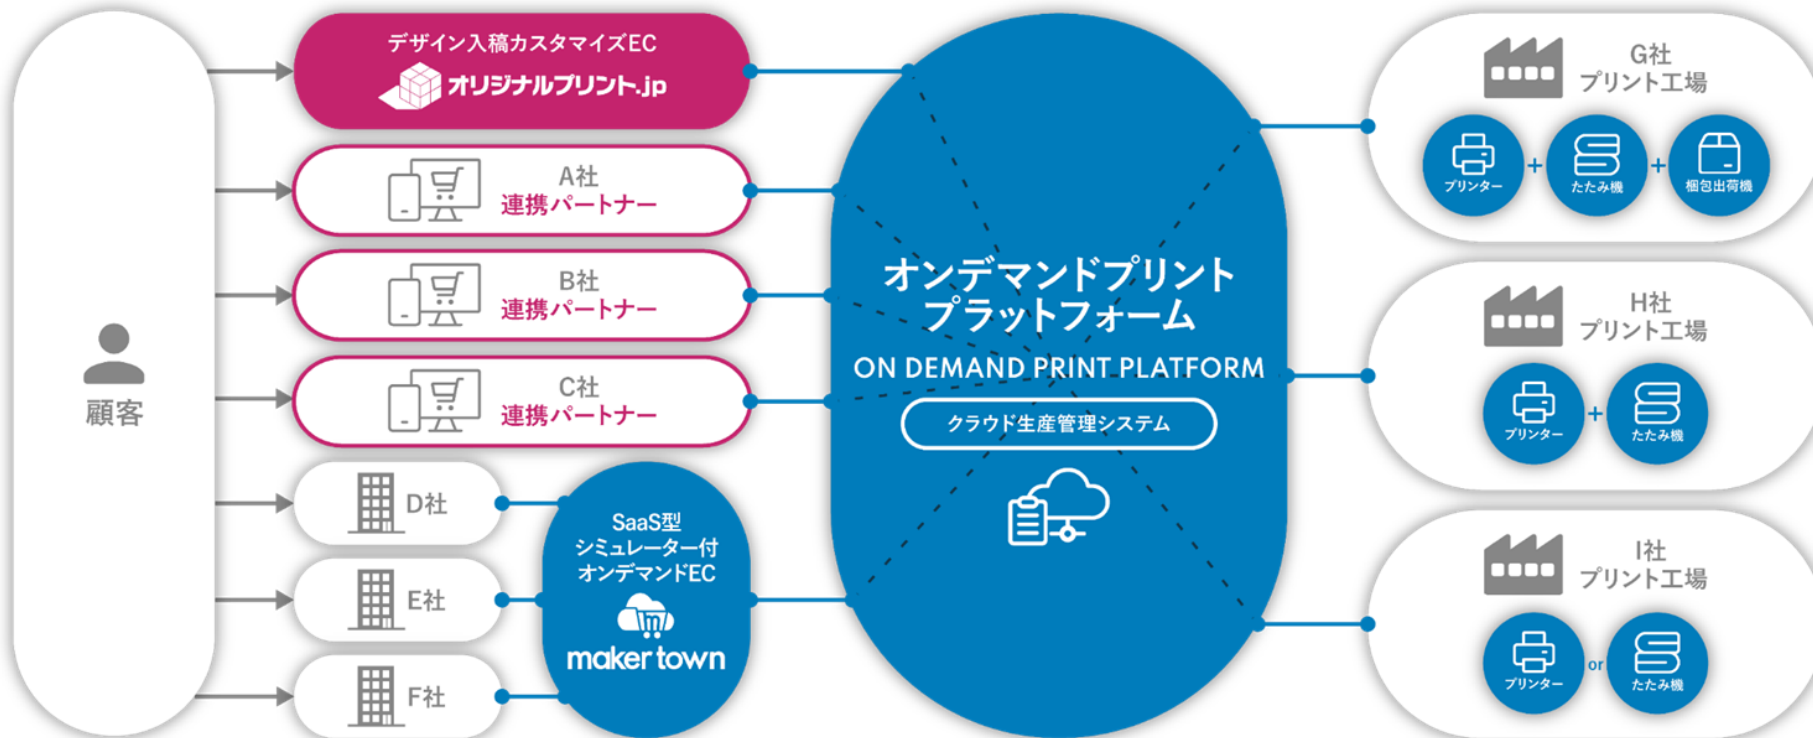 顧客
デザイン入稿カスタマイズEC
オリジナルプリント.jp
A社
連携パートナー
B社
連携パートナー
C社
連携パートナー
D社
E社
F社
SaaS型
シミュレーター付
オンデマンドEC
m
maker town
オンデマンドプリント
プラットフォーム
ON DEMAND PRINT PLATFORM
クラウド生産管理システム
G社
プリント工場
プリンター
+
たたみ機
+
梱包出荷機
H社
プリント工場
プリンター
+
たたみ機
I社
プリント工場
プリンター
or
たたみ機